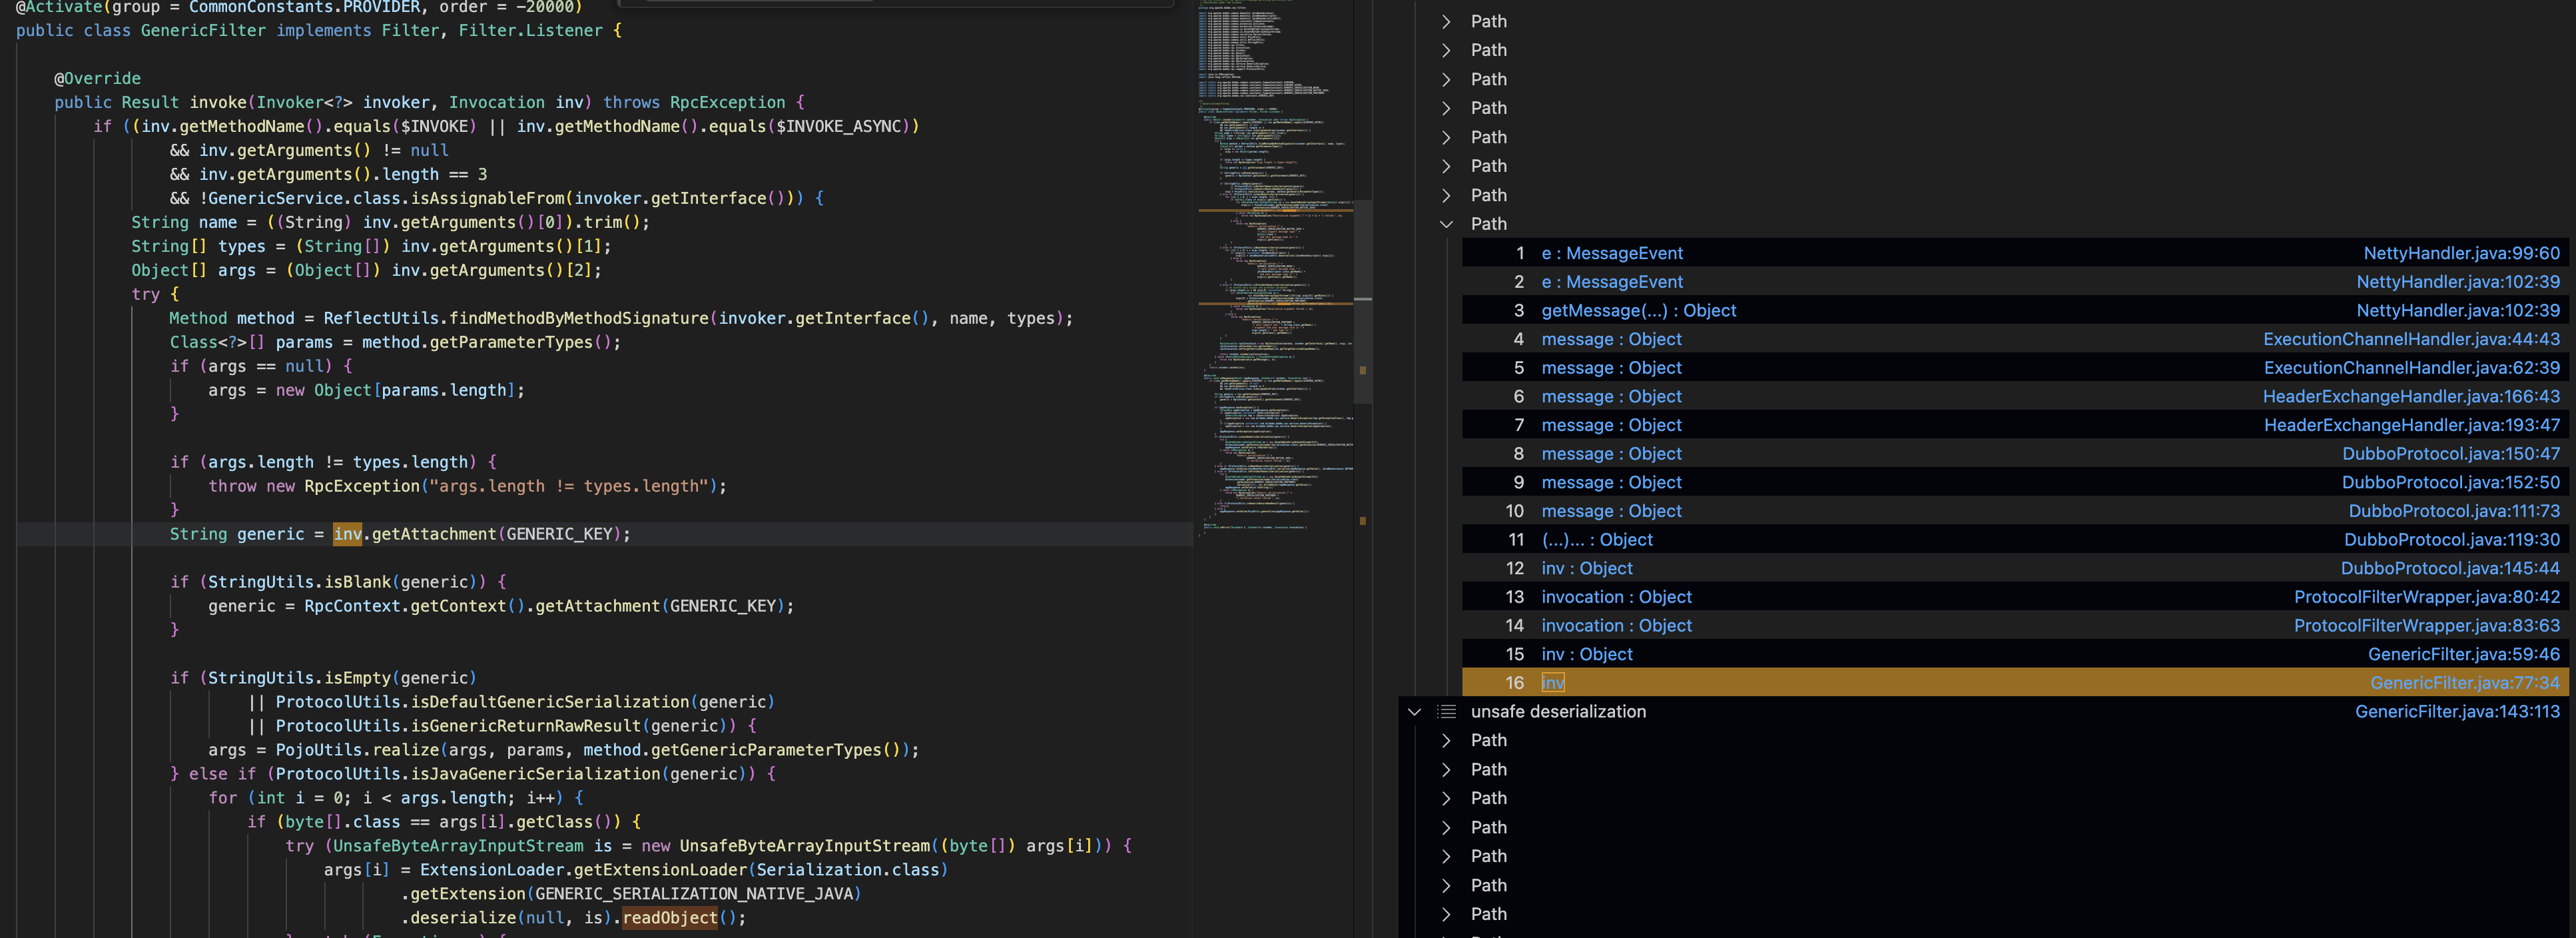 @Activate(group = CommonConstants.PROVIDER, order = -20000)
public class GenericFilter implements Filter, Filter.Listener {
@Override
public Result invoke(Invoker<?> invoker, Invocation inv) throws RpcException {
if ((inv.getMethodName().equals($INVOKE) || inv.getMethodName().equals($INVOKE_ASYNC))
&& inv.getArguments() != null
&& inv.getArguments().length == 3
&& !GenericService.class.isAssignableFrom(invoker.getInterface())) {
String name = ((String) inv.getArguments()[0]).trim();
String[] types = (String[]) inv.getArguments()[1];
Object[] args = (Object[]) inv.getArguments()[2];
try {
Method method = ReflectUtils.findMethodByMethodSignature(invoker.getInterface(), name, types);
Class<?>[] params = method.getParameterTypes();
if (args == null) {
args = new Object[params.length];
}
if (args.length != types.length) {
throw new RpcException("args.length != types.length");
}
String generic = inv.getAttachment(GENERIC_KEY);
if (StringUtils.isBlank(generic)) {
generic = RpcContext.getContext().getAttachment(GENERIC_KEY);
}
if (StringUtils.isEmpty(generic)
|| ProtocolUtils.isDefaultGenericSerialization(generic)
|| ProtocolUtils.isGenericReturnRawResult(generic)) {
args = PojoUtils.realize(args, params, method.getGenericParameterTypes());
} else if (ProtocolUtils.isJavaGenericSerialization(generic)) {
for (int i = 0; i < args.length; i++) {
if (byte[].class == args[i].getClass()) {
try (UnsafeByteArrayInputStream is = new UnsafeByteArrayInputStream((byte[]) args[i])) {
args[i] = ExtensionLoader.getExtensionLoader(Serialization.class)
.getExtension(GENERIC_SERIALIZATION_NATIVE_JAVA)
.deserialize(null, is).readObject();
Path
Path
Path
Path
Path
Path
Path
Path
1 e : MessageEvent NettyHandler.java:99:60
2 e : MessageEvent NettyHandler.java:102:39
3 getMessage(...) : Object NettyHandler.java:102:39
4 message : Object ExecutionChannelHandler.java:44:43
5 message : Object ExecutionChannelHandler.java:62:39
6 message : Object HeaderExchangeHandler.java:166:43
7 message : Object HeaderExchangeHandler.java:193:47
8 message : Object DubboProtocol.java:150:47
9 message : Object DubboProtocol.java:152:50
10 message : Object DubboProtocol.java:111:73
11 (...)... : Object DubboProtocol.java:119:30
12 inv : Object DubboProtocol.java:145:44
13 invocation : Object ProtocolFilterWrapper.java:80:42
14 invocation : Object ProtocolFilterWrapper.java:83:63
15 inv : Object GenericFilter.java:59:46
16 inv GenericFilter.java:77:34
unsafe deserialization GenericFilter.java:143:113
Path
Path
Path
Path
Path
Path
Path